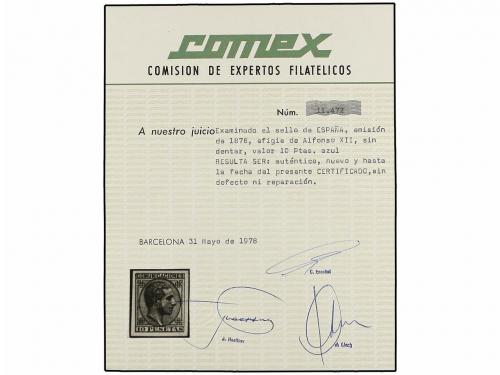 comex
COMISION DE EXPERTOS FILATELICOS
Núm. 11.477
A nuestro juicio Examinado el sello de ESPAÑA, emisión
de 1878, efigie de Alfonso XII, sin
dentar, valor 10 Ptas. azul
RESULTA SER: auténtico, nuevo y hasta
la fecha del presente CERTIFICADO, sin
defecto ni reparación.
BARCELONA 31 Mayo de 1978
COMUNICACIONES
10 PESETAS